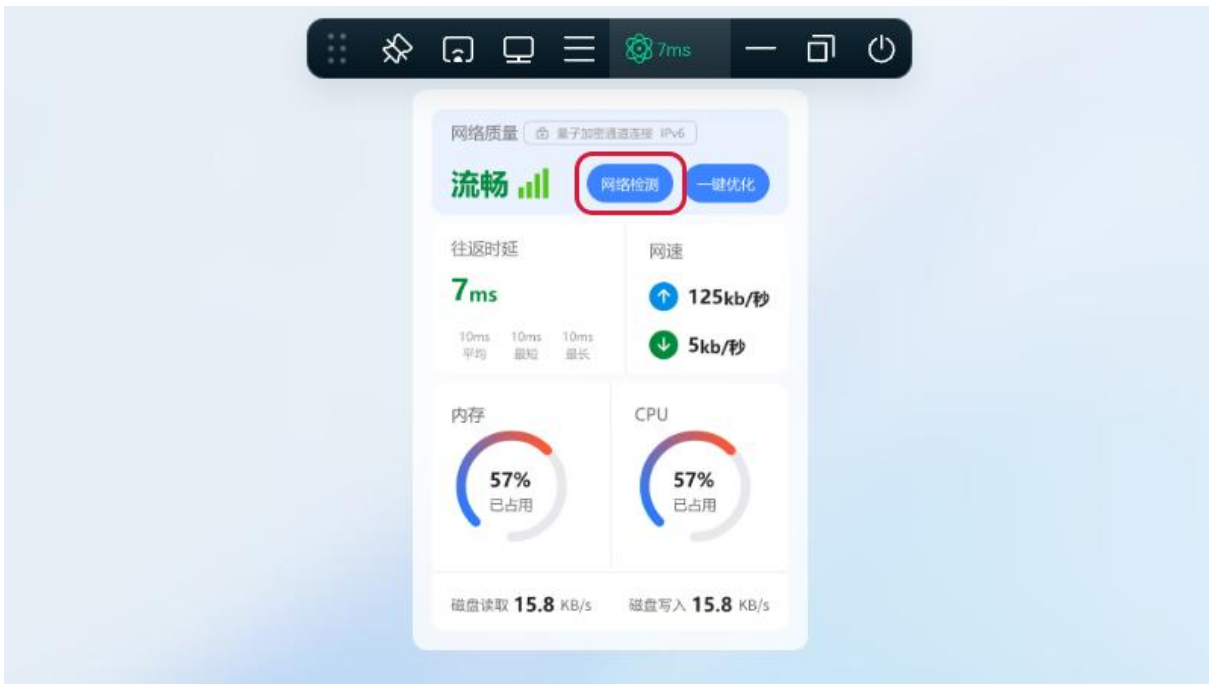 7ms
网络质量 量子加密通道连接 IPv6
流畅 网络检测 一键优化
往返时延
7ms
10ms 10ms 10ms
平均 最短 最长
网速
125kb/秒
5kb/秒
内存
57%
已占用
CPU
57%
已占用
磁盘读取 15.8 KB/s
磁盘写入 15.8 KB/s